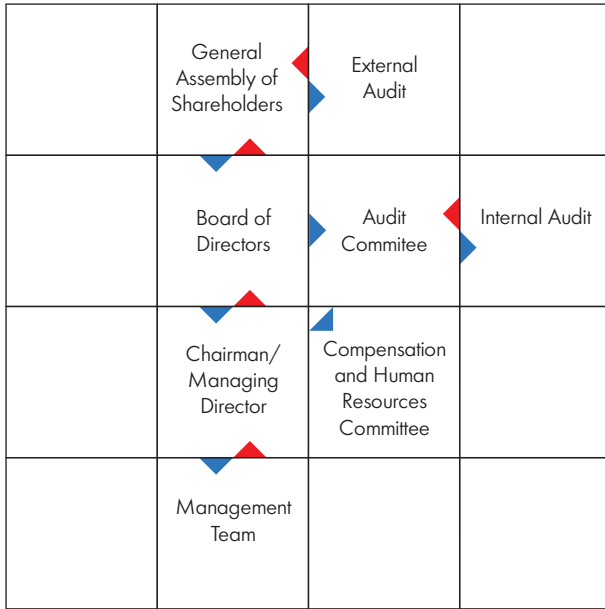 General
Assembly of
Shareholders
External
Audit
Board of
Directors
Audit
Commitee
Internal Audit
Chairman/
Managing
Director
Compensation
and Human
Resources
Committee
Management
Team